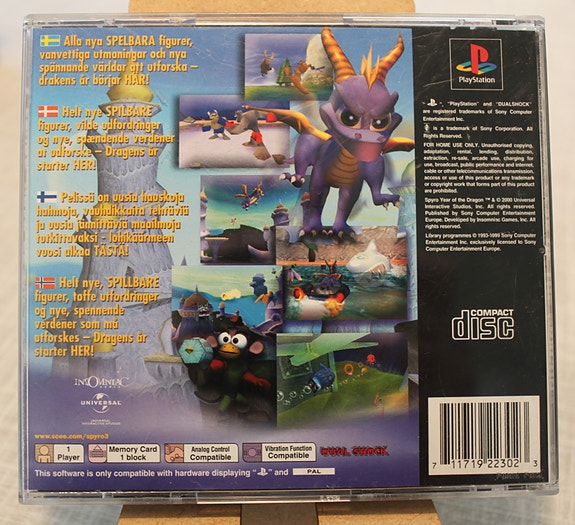 Alla nya SPELBARA figurer,
vanvettiga utmaningar och nya
spännande världar att utforska –
drakens år börjar HÄR!
Helt nye SPILBARE
figurer, vilde udfordringer
og nye, spændende verdener
at udforske – Dragens år
starter HER!
Pelissä on uusia hauskoja
hahmoja, vauhdikkaita tehtäviä
ja uusia jännittäviä maailmoja
tutkittavaksi - lohikäärmeen
vuosi alkaa TÄSTÄ!
Helt nye, SPILLBARE
figurer, tøffe utfordringer
og nye, spennende
verdener som må
utforskes – Dragens år
starter HER!
INSOMNIAC
GAMES
UNIVERSAL
UNIVERSAL
INTERACTIVE STUDIOS
www.scee.com/spyro3
1
Player
Memory Card
1 block
Analog Control
Compatible
Vibration Function
Compatible
DUAL SHOCK
This software is only compatible with hardware displaying " " and PAL
PlayStation
" ", "PlayStation" and "DUALSHOCK"
are registered trademarks of Sony Computer
Entertainment Inc.
is a trademark of Sony Corporation. All
Rights Reserved.
FOR HOME USE ONLY. Unauthorised copying,
adaptation, rental, lending, distribution,
extraction, re-sale, arcade use, charging for
use, broadcast, public performance and internet,
cable or other telecommunications transmission,
access or use of this product or any trademark
or copyright work that forms part of this product
are prohibited.
Spyro Year of the Dragon ™ & © 2000 Universal
Interactive Studios, Inc. All rights reserved.
Published by Sony Computer Entertainment
Europe. Developed by Insomniac Games, Inc. All
rights reserved.
Library programmes © 1993-1999 Sony Computer
Entertainment Inc. exclusively licensed to Sony
Computer Entertainment Europe.
COMPACT
disc
7 11719 22302 3